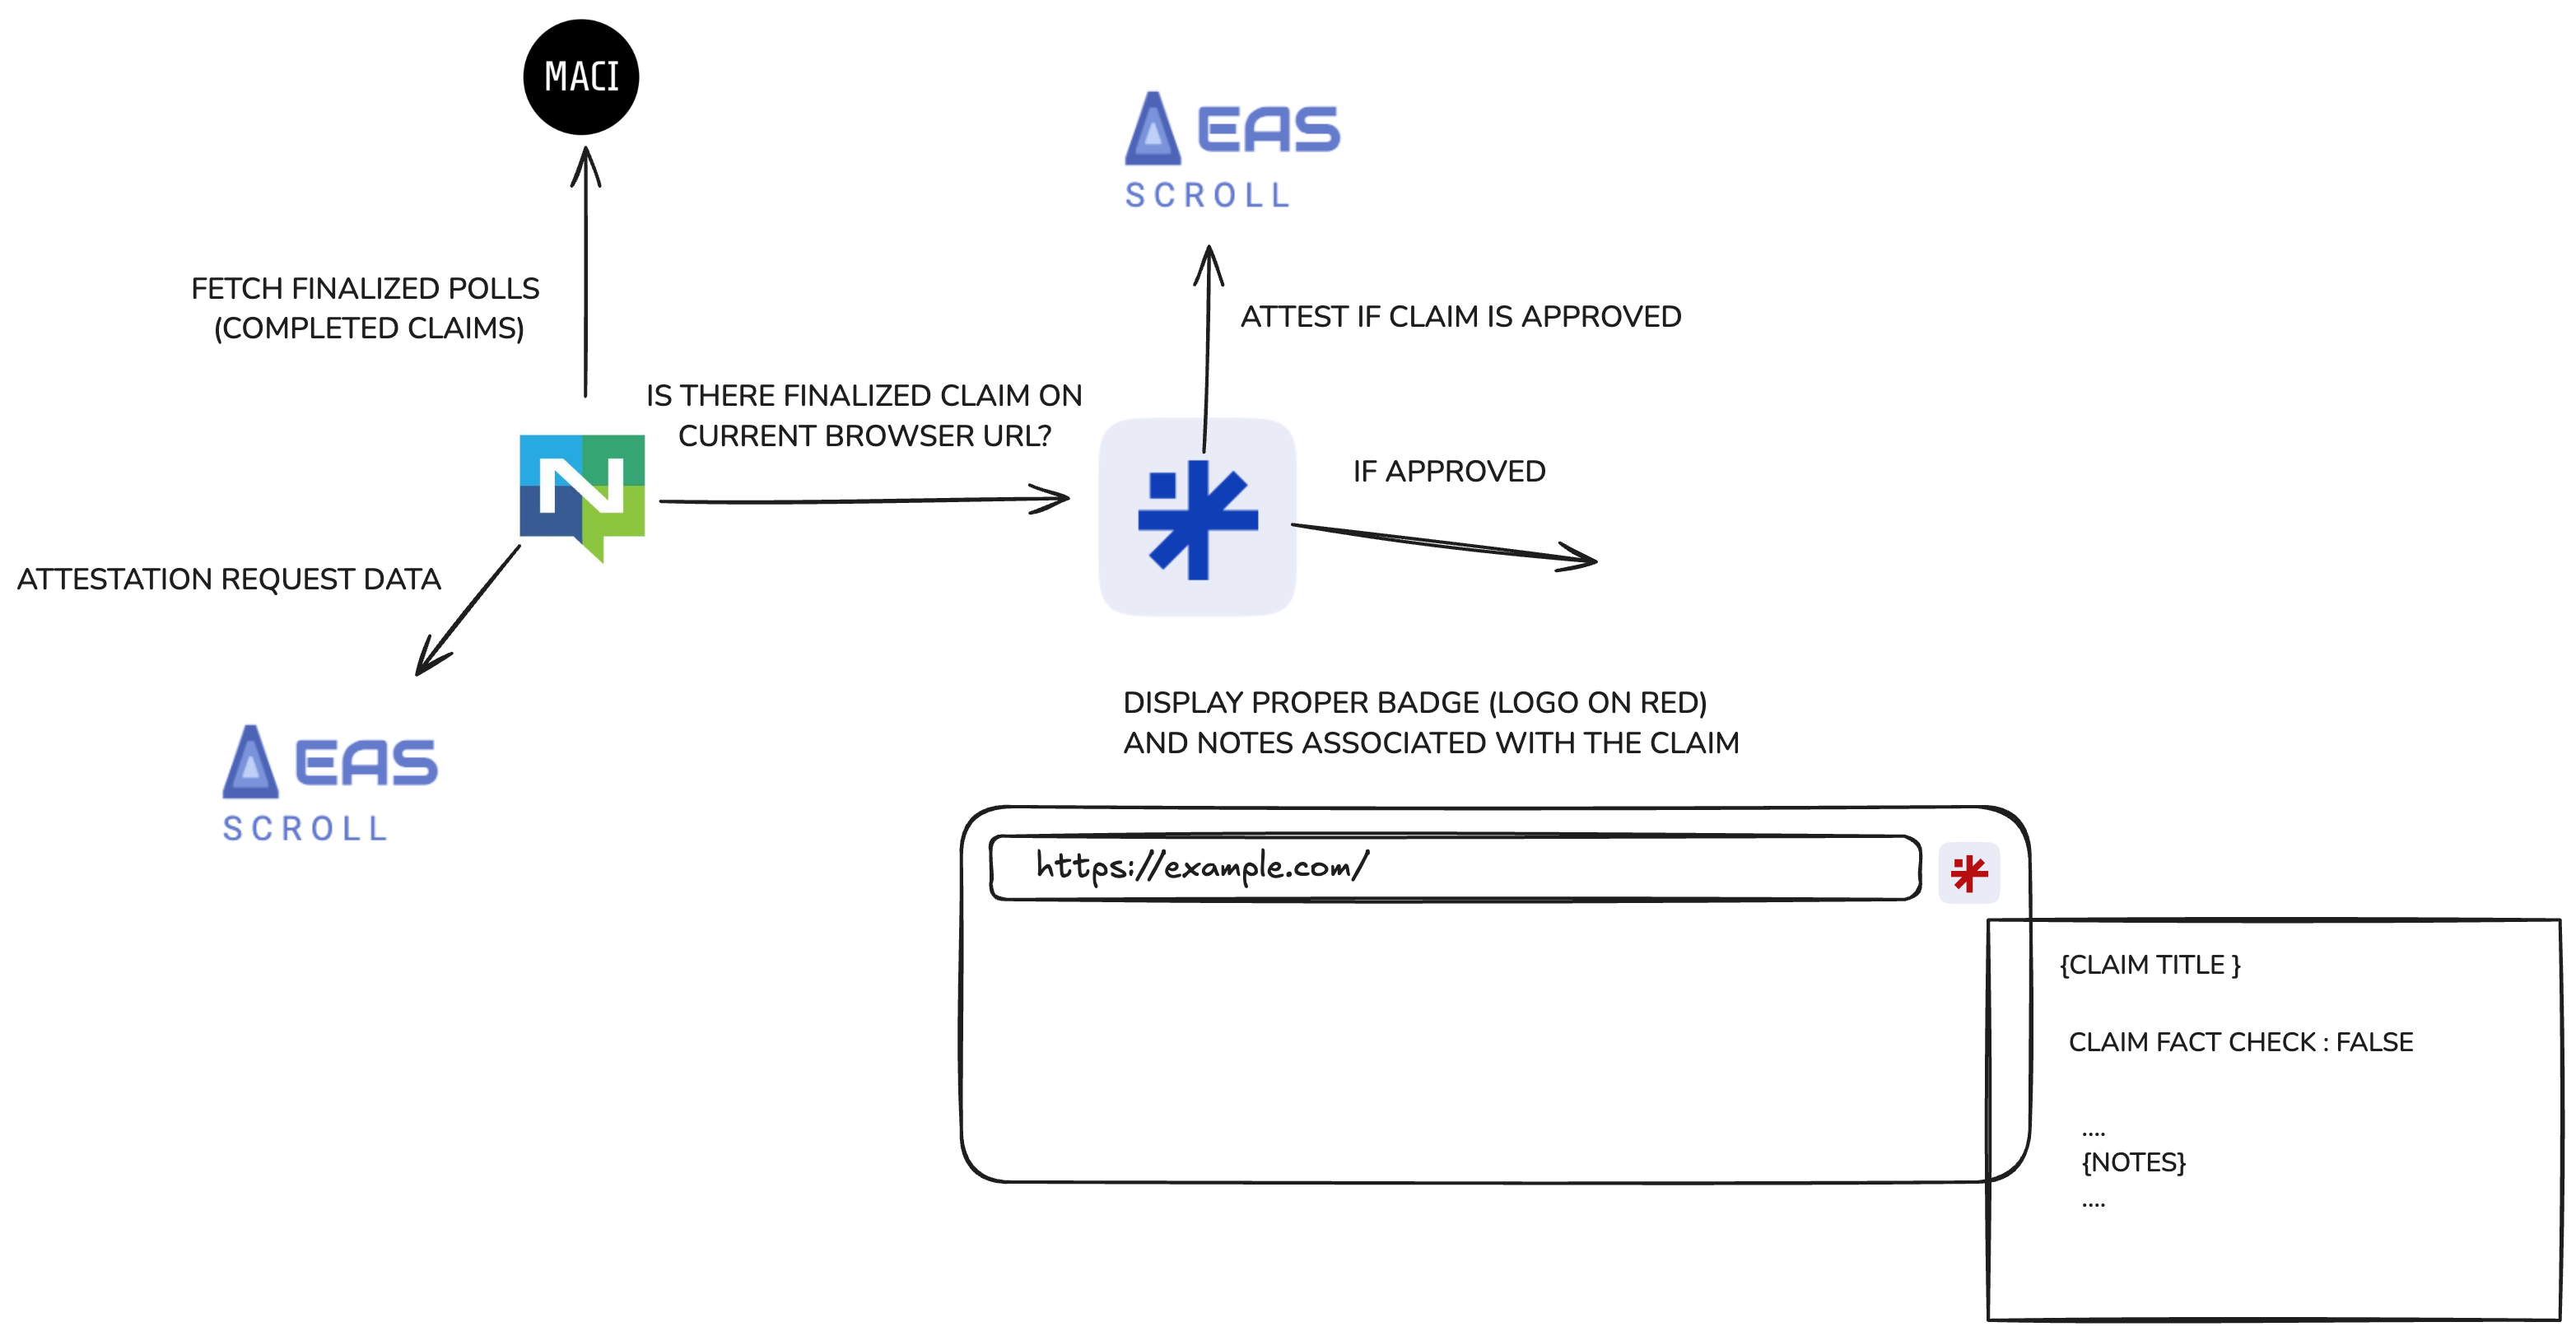 MACI
EAS
SCROLL
FETCH FINALIZED POLLS
(COMPLETED CLAIMS)
ATTEST IF CLAIM IS APPROVED
IS THERE FINALIZED CLAIM ON
CURRENT BROWSER URL?
N
IF APPROVED
ATTESTATION REQUEST DATA
EAS
SCROLL
DISPLAY PROPER BADGE (LOGO ON RED)
AND NOTES ASSOCIATED WITH THE CLAIM
https://example.com/
{CLAIM TITLE }
CLAIM FACT CHECK : FALSE
....
{NOTES}
....